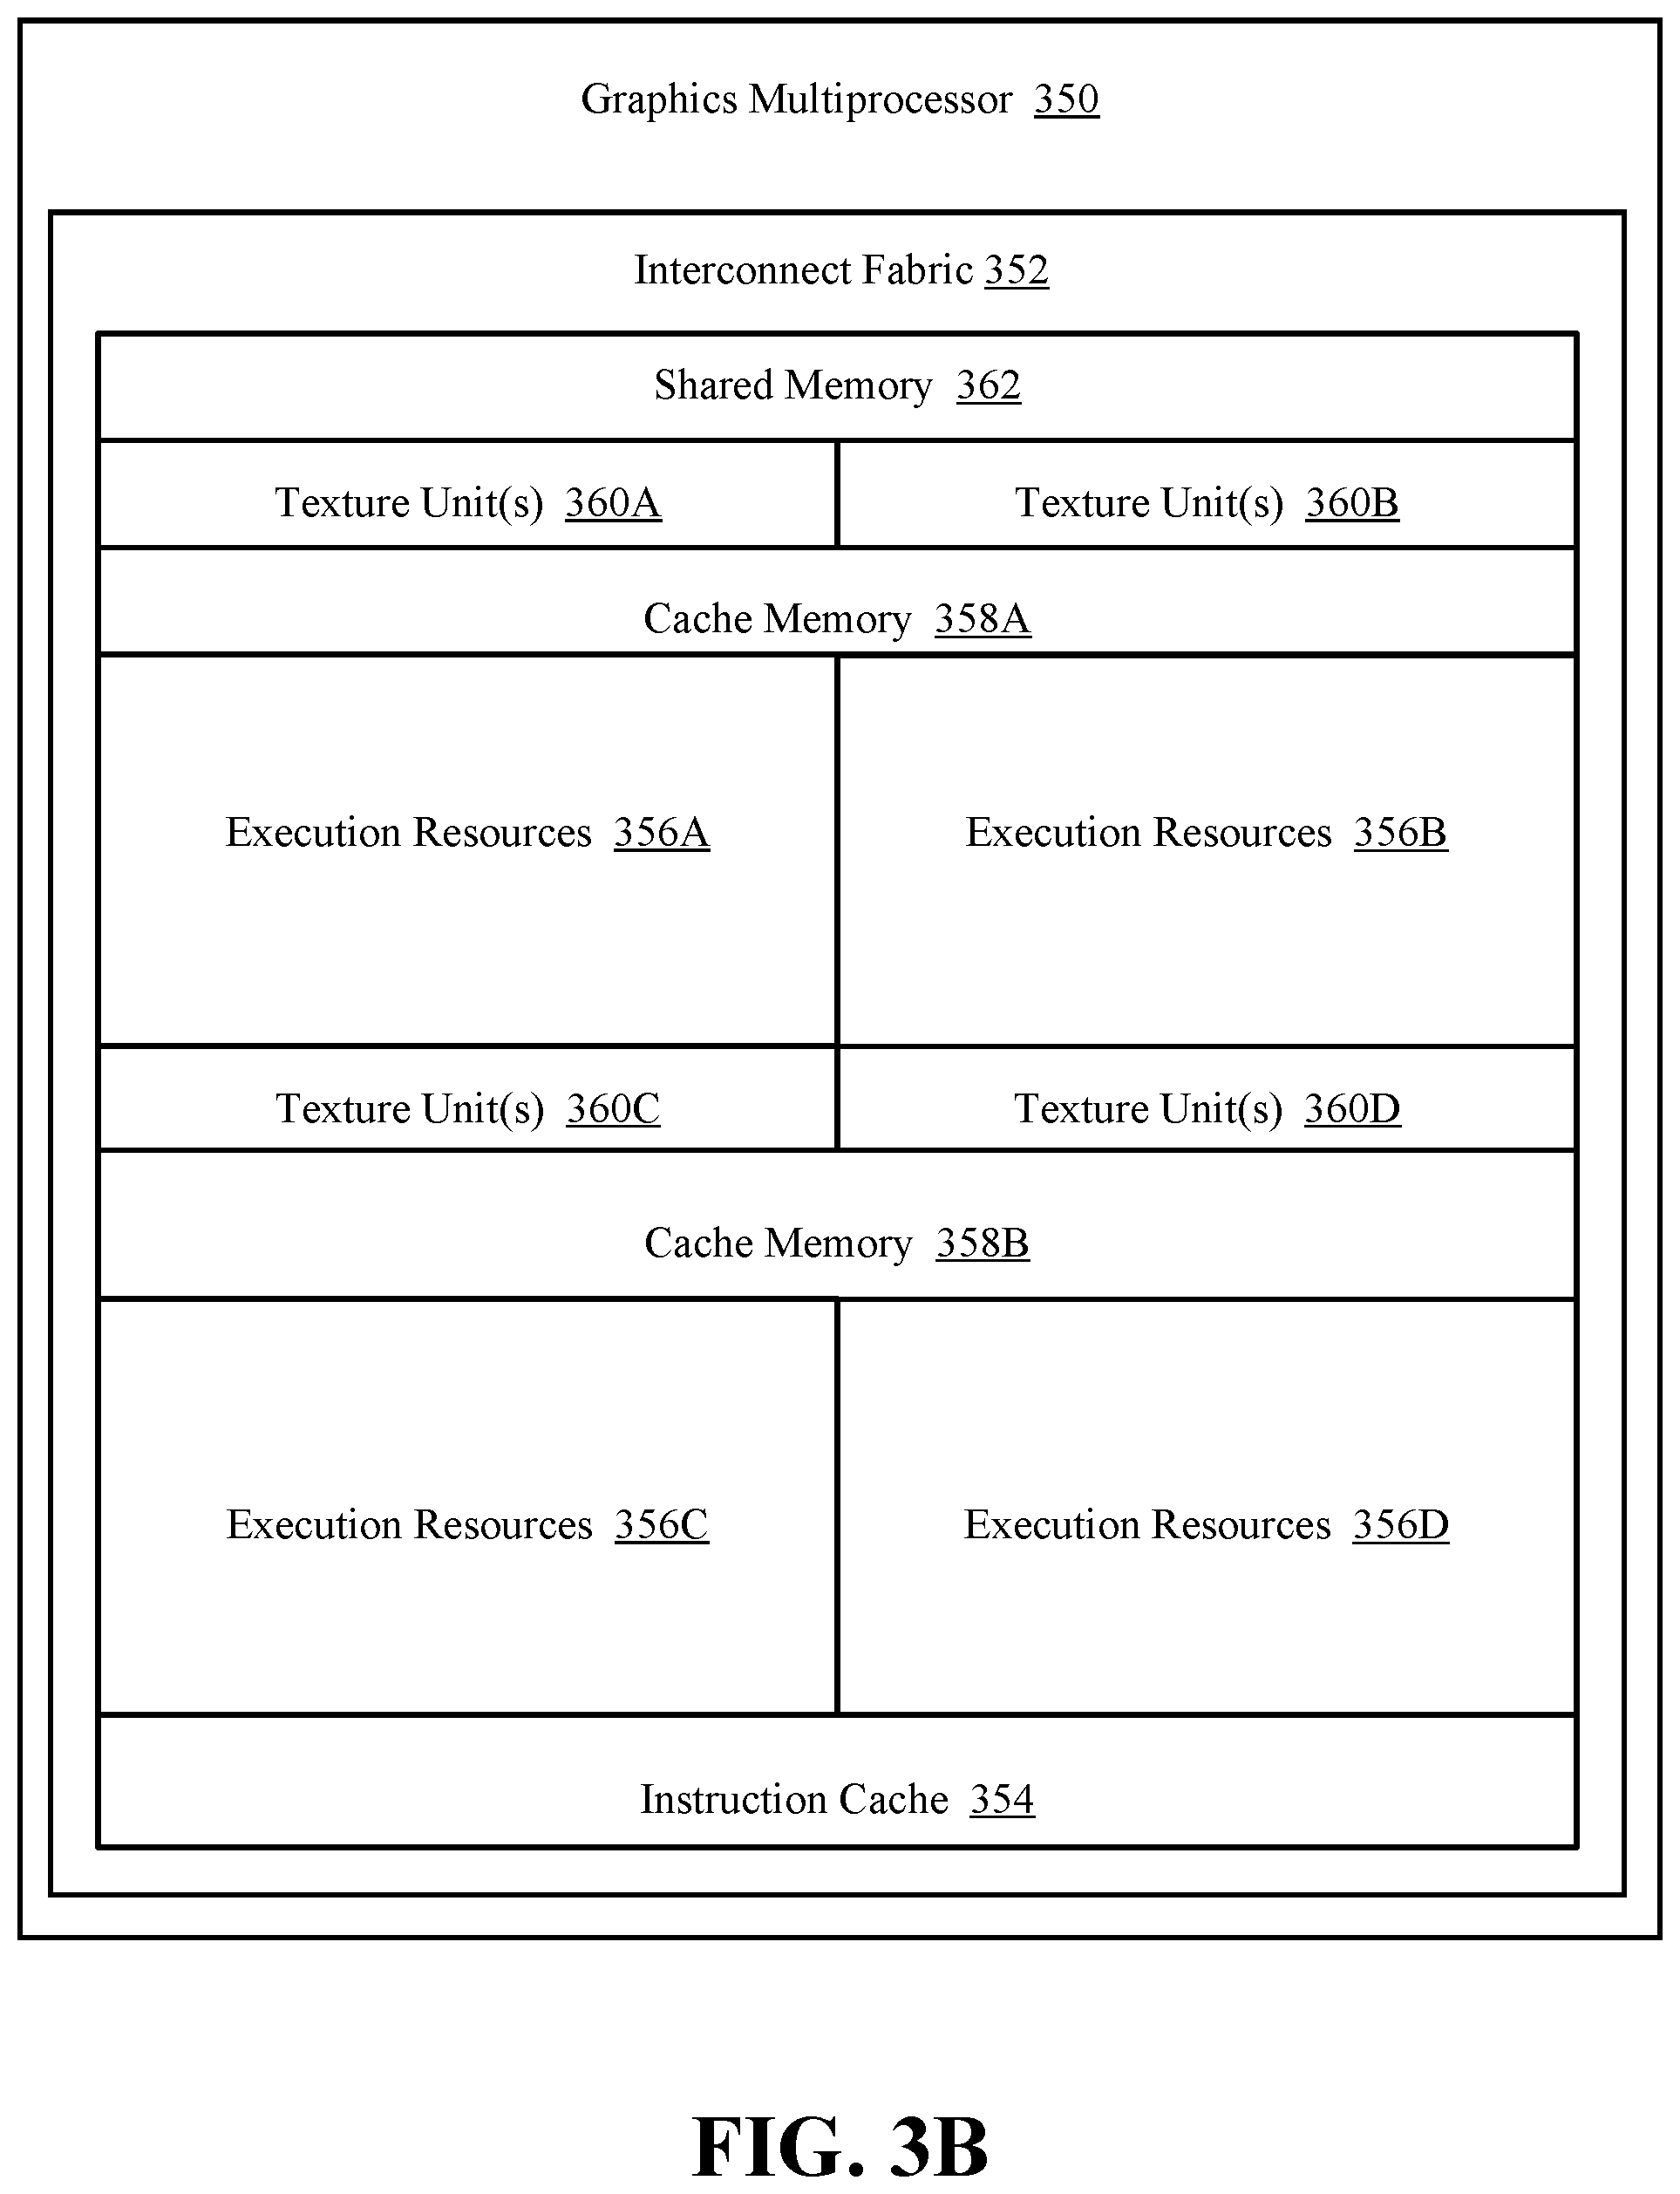 Graphics Multiprocessor 350
Interconnect Fabric 352
Shared Memory 362
Texture Unit(s) 360A
Texture Unit(s) 360B
Cache Memory 358A
Execution Resources 356A
Execution Resources 356B
Texture Unit(s) 360C
Texture Unit(s) 360D
Cache Memory 358B
Execution Resources 356C
Execution Resources 356D
Instruction Cache 354
FIG. 3B